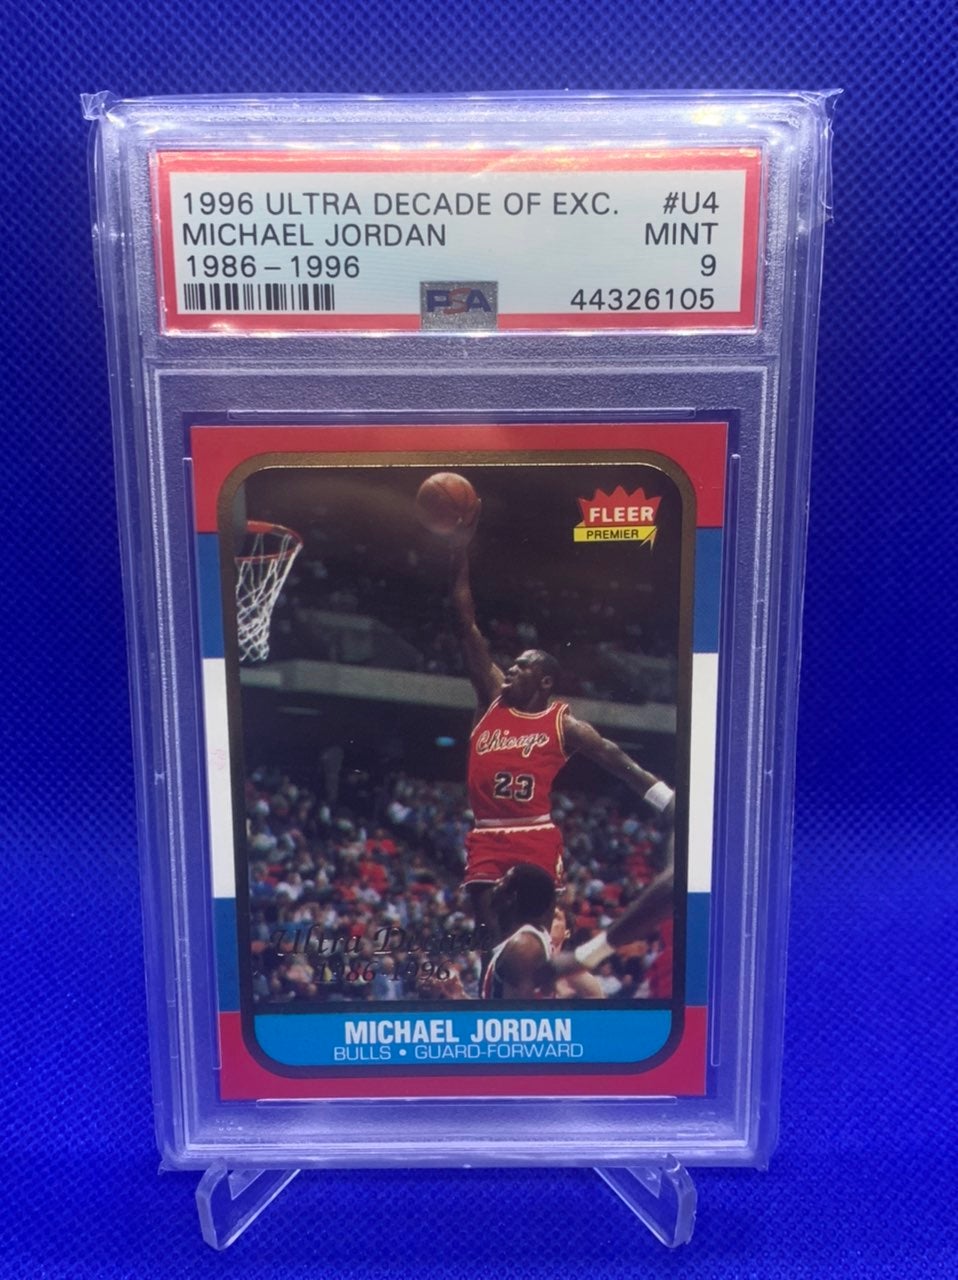 1996 ULTRA DECADE OF EXC. #U4
MICHAEL JORDAN MINT
1986 - 1996 9
PSA 44326105
FLEER
PREMIER
Chicago
23
Ultra Decade
1986-1996
MICHAEL JORDAN
BULLS • GUARD-FORWARD